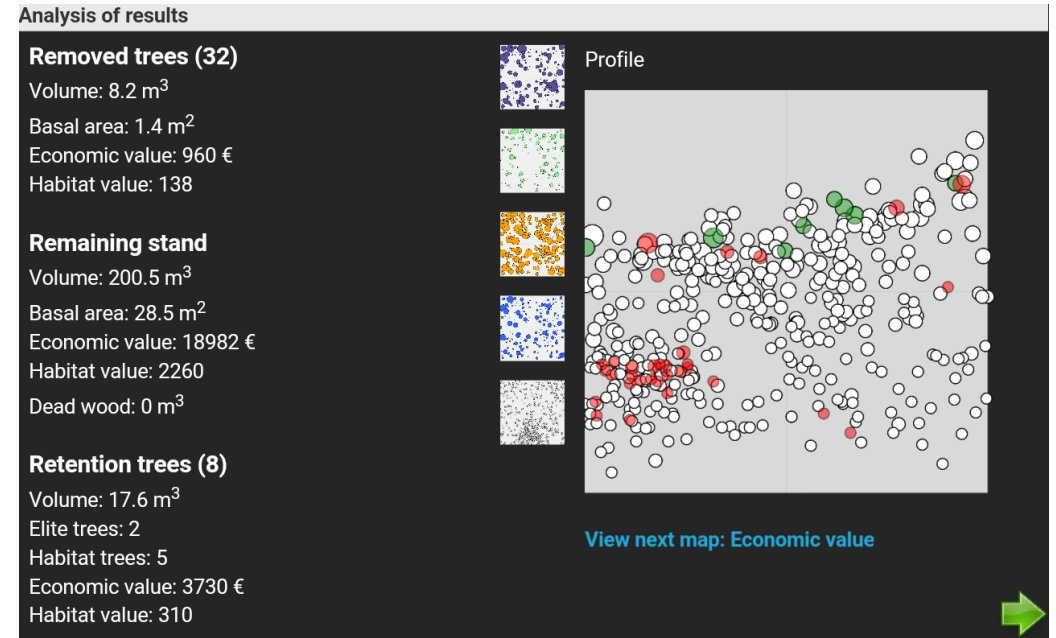 Analysis of results
Removed trees (32)
Volume: 8.2 m³
Basal area: 1.4 m²
Economic value: 960 €
Habitat value: 138
Remaining stand
Volume: 200.5 m³
Basal area: 28.5 m²
Economic value: 18982 €
Habitat value: 2260
Dead wood: 0 m³
Retention trees (8)
Volume: 17.6 m³
Elite trees: 2
Habitat trees: 5
Economic value: 3730 €
Habitat value: 310
Profile
View next map: Economic value